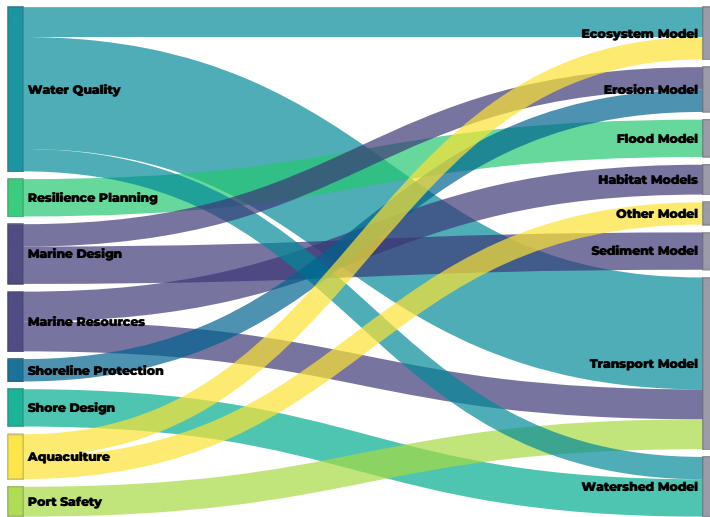 Water Quality
Resilience Planning
Marine Design
Marine Resources
Shoreline Protection
Shore Design
Aquaculture
Port Safety
Ecosystem Model
Erosion Model
Flood Model
Habitat Models
Other Model
Sediment Model
Transport Model
Watershed Model